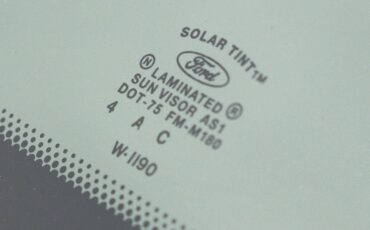 SOLAR TINT™
Ford
Ⓝ LAMINATED ®
SUN VISOR AS1
DOT-75 FM-M180
4 A C
W-1190